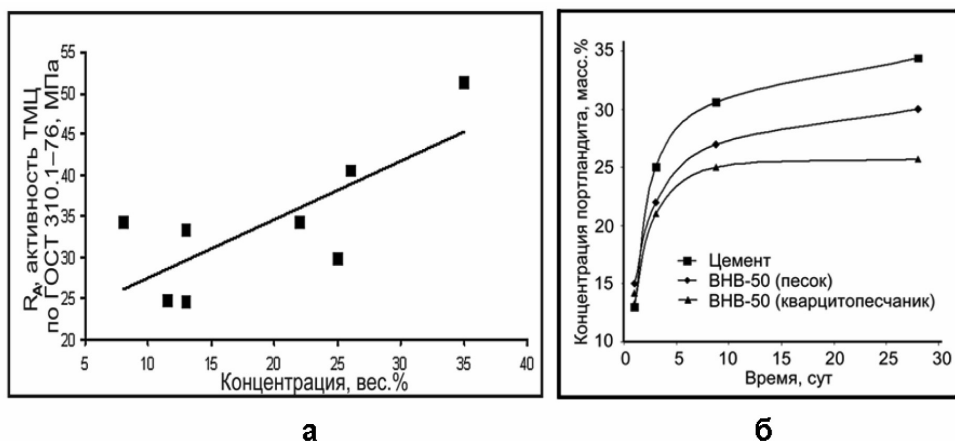 R_A, активность ТМЦ
по ГОСТ 310.1–76, МПа
55
50
45
40
35
30
25
20
5
10
15
20
25
30
35
40
Концентрация, вес.%
а
Концентрация портландита, масс.%
35
30
25
20
15
10
Цемент
ВНВ-50 (песок)
ВНВ-50 (кварцитопесчаник)
0
5
10
15
20
25
30
Время, сут
б